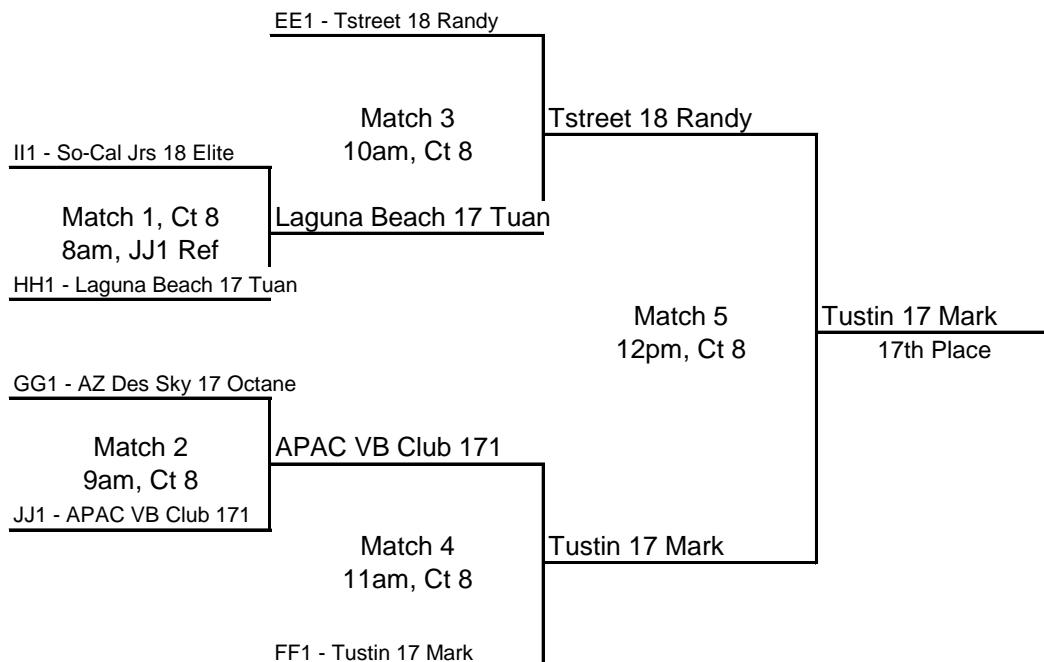 EE1 - Tstreet 18 Randy
Match 3
10am, Ct 8
Tstreet 18 Randy
II1 - So-Cal Jrs 18 Elite
Match 1, Ct 8
8am, JJ1 Ref
Laguna Beach 17 Tuan
HH1 - Laguna Beach 17 Tuan
Match 5
12pm, Ct 8
Tustin 17 Mark
17th Place
GG1 - AZ Des Sky 17 Octane
Match 2
9am, Ct 8
APAC VB Club 171
JJ1 - APAC VB Club 171
Match 4
11am, Ct 8
Tustin 17 Mark
FF1 - Tustin 17 Mark